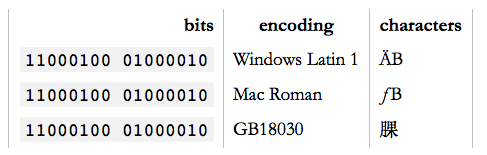 bits encoding characters
11000100 01000010 Windows Latin 1 ÄB
11000100 01000010 Mac Roman ƒB
11000100 01000010 GB18030 腂